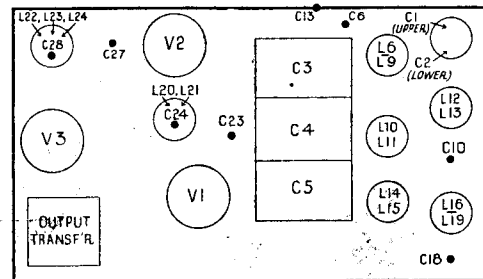 L22, L23, L24
C28
C27
V2
C13
C6
C1
(UPPER)
C2
(LOWER)
L6
L9
C3
L20, L21
C24
C23
V3
C4
L12
L13
L10
L11
C10
V1
C5
L14
L15
L16
L19
OUTPUT
TRANSF'R.
C18